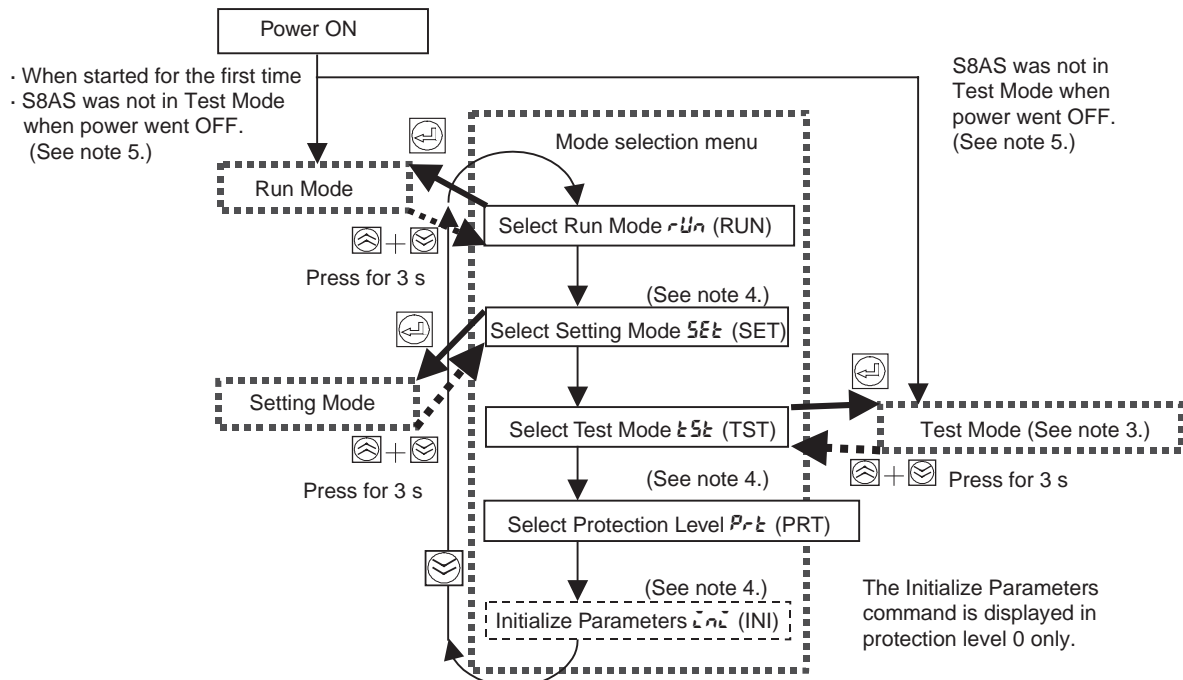 Power ON
· When started for the first time
· S8AS was not in Test Mode
when power went OFF.
(See note 5.)
S8AS was not in
Test Mode when
power went OFF.
(See note 5.)
Mode selection menu
Run Mode
Select Run Mode rUn (RUN)
+
Press for 3 s
(See note 4.)
Select Setting Mode SEt (SET)
Setting Mode
+
Press for 3 s
Select Test Mode tSt (TST)
Test Mode (See note 3.)
+ Press for 3 s
(See note 4.)
Select Protection Level Prt (PRT)
(See note 4.)
Initialize Parameters ini (INI)
The Initialize Parameters
command is displayed in
protection level 0 only.